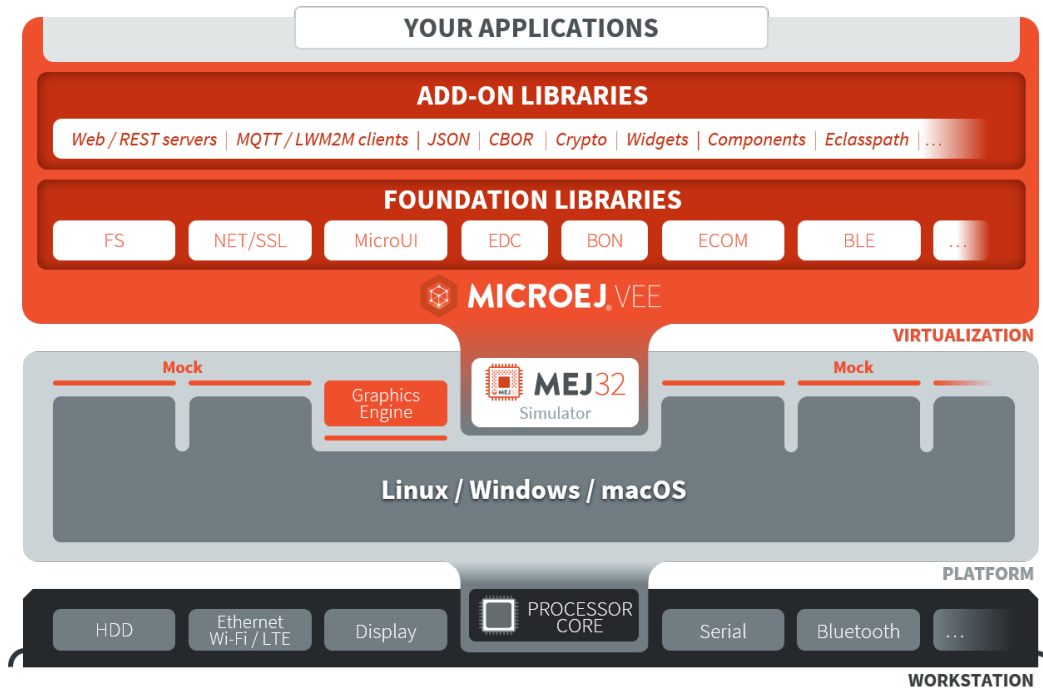 YOUR APPLICATIONS
ADD-ON LIBRARIES
Web / REST servers | MQTT / LWM2M clients | JSON | CBOR | Crypto | Widgets | Components | Eclasspath | ...
FOUNDATION LIBRARIES
FS NET/SSL MicroUI EDC BON ECOM BLE ...
MICROEJ® VEE
VIRTUALIZATION
Mock Mock
Graphics
Engine
MEJ MEJ32
Simulator
Linux / Windows / macOS
PLATFORM
HDD
Ethernet
Wi-Fi / LTE
Display
PROCESSOR
CORE
Serial
Bluetooth
...
WORKSTATION